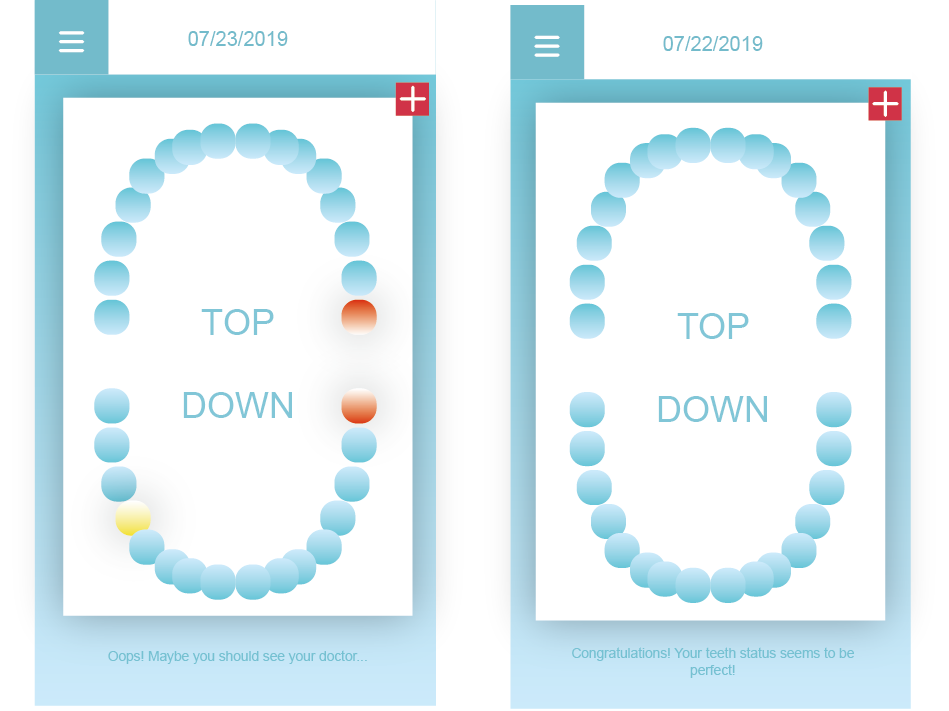 07/23/2019
TOP
DOWN
Oops! Maybe you should see your doctor...
07/22/2019
TOP
DOWN
Congratulations! Your teeth status seems to be
perfect!